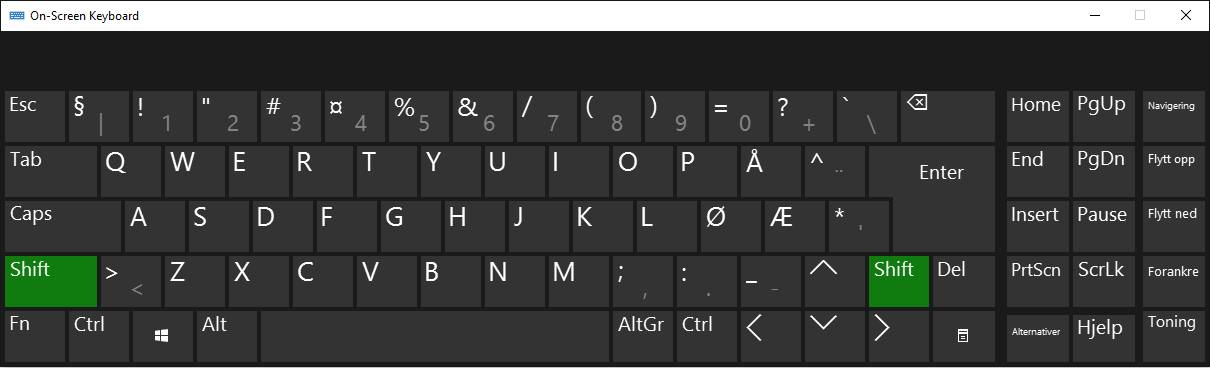 On-Screen Keyboard
Esc § | ! 1 " 2 # 3 ¤ 4 % 5 & 6 / 7 ( 8 ) 9 = 0 ? + ` \ Home PgUp Navigering
Tab Q W E R T Y U I O P Å ^ ¨ Enter End PgDn Flytt opp
Caps A S D F G H J K L Ø Æ * ' Insert Pause Flytt ned
Shift > < Z X C V B N M ; , : . _ - Shift Del PrtScn ScrLk Forankre
Fn Ctrl Alt AltGr Ctrl Alternativer Hjelp Toning